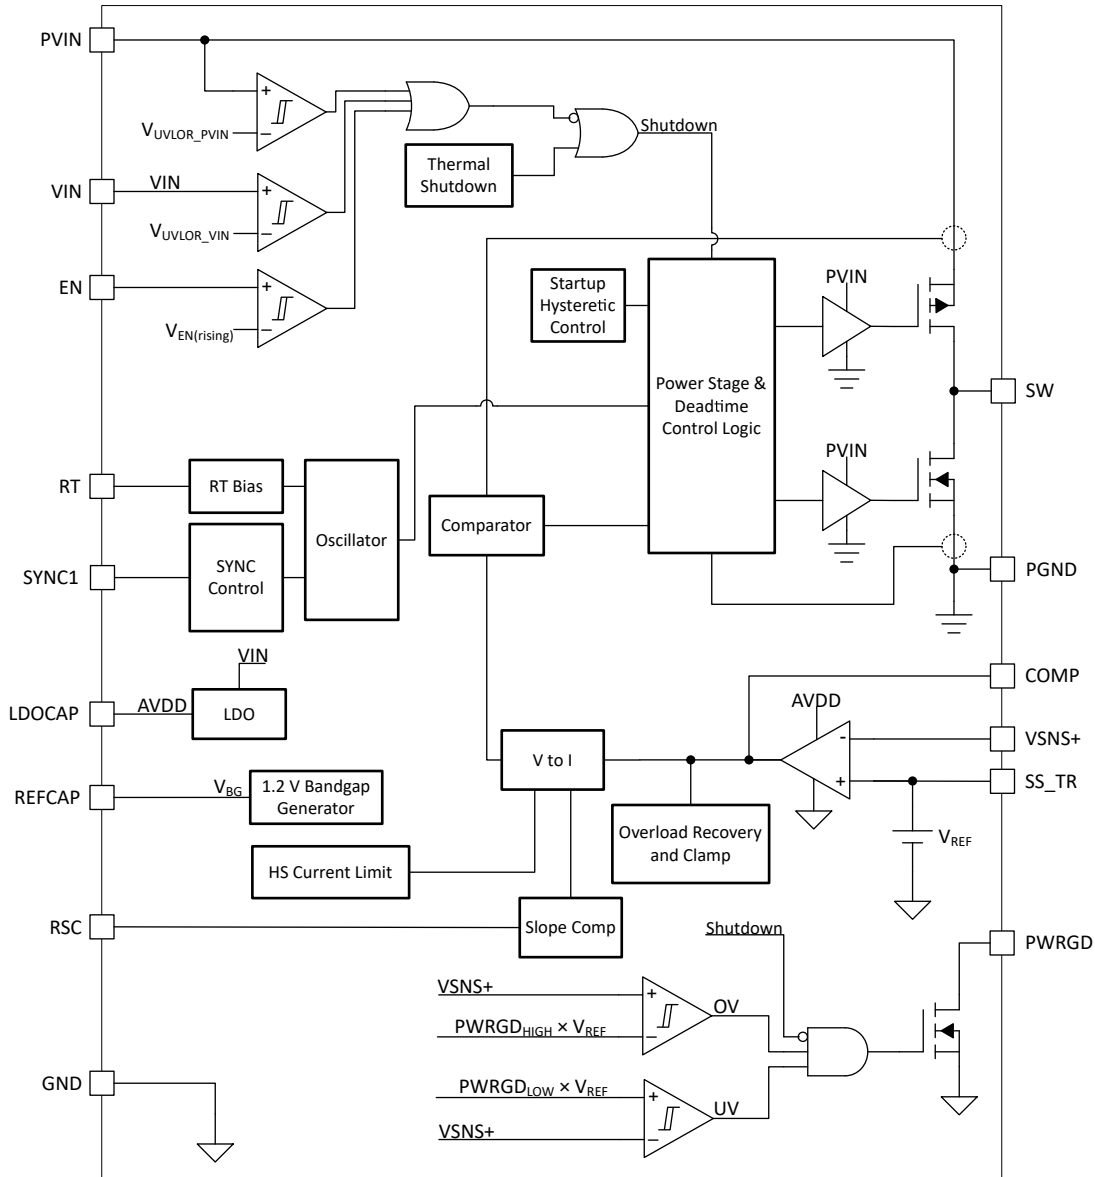 PVIN
+
−
VUVLOR_PVIN
Thermal
Shutdown
Shutdown
VIN
VIN
+
−
VUVLOR_VIN
EN
+
−
VEN(rising)
Startup
Hysteretic
Control
PVIN
Power Stage &
Deadtime
Control Logic
SW
PVIN
RT
RT Bias
Oscillator
Comparator
SYNC1
SYNC
Control
PGND
VIN
LDOCAP
AVDD
LDO
COMP
AVDD
-
+
VSNS+
SS_TR
V to I
REFCAP
VBG
1.2 V Bandgap
Generator
Overload Recovery
and Clamp
VREF
HS Current Limit
RSC
Slope Comp
Shutdown
PWRGD
VSNS+
+
OV
PWRGDHIGH × VREF
−
GND
PWRGDLOW × VREF
+
UV
VSNS+
−